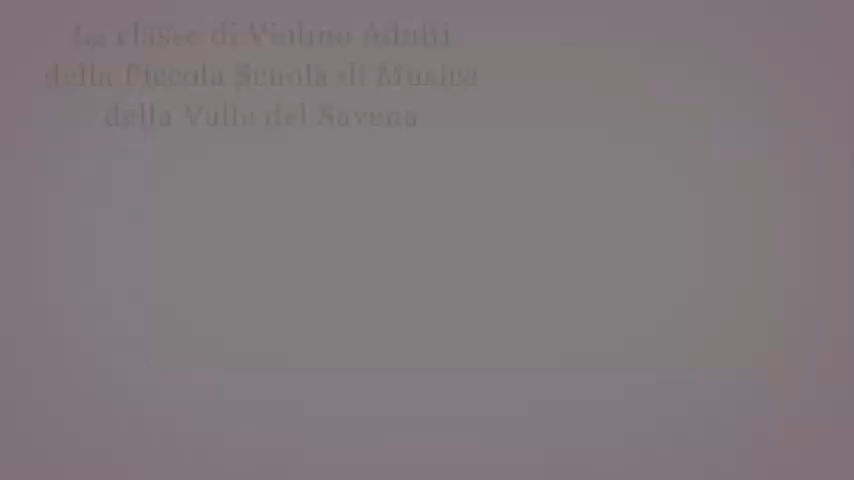 La classe di Violino Adulti
della Piccola Scuola di Musica
della Valle del Savena